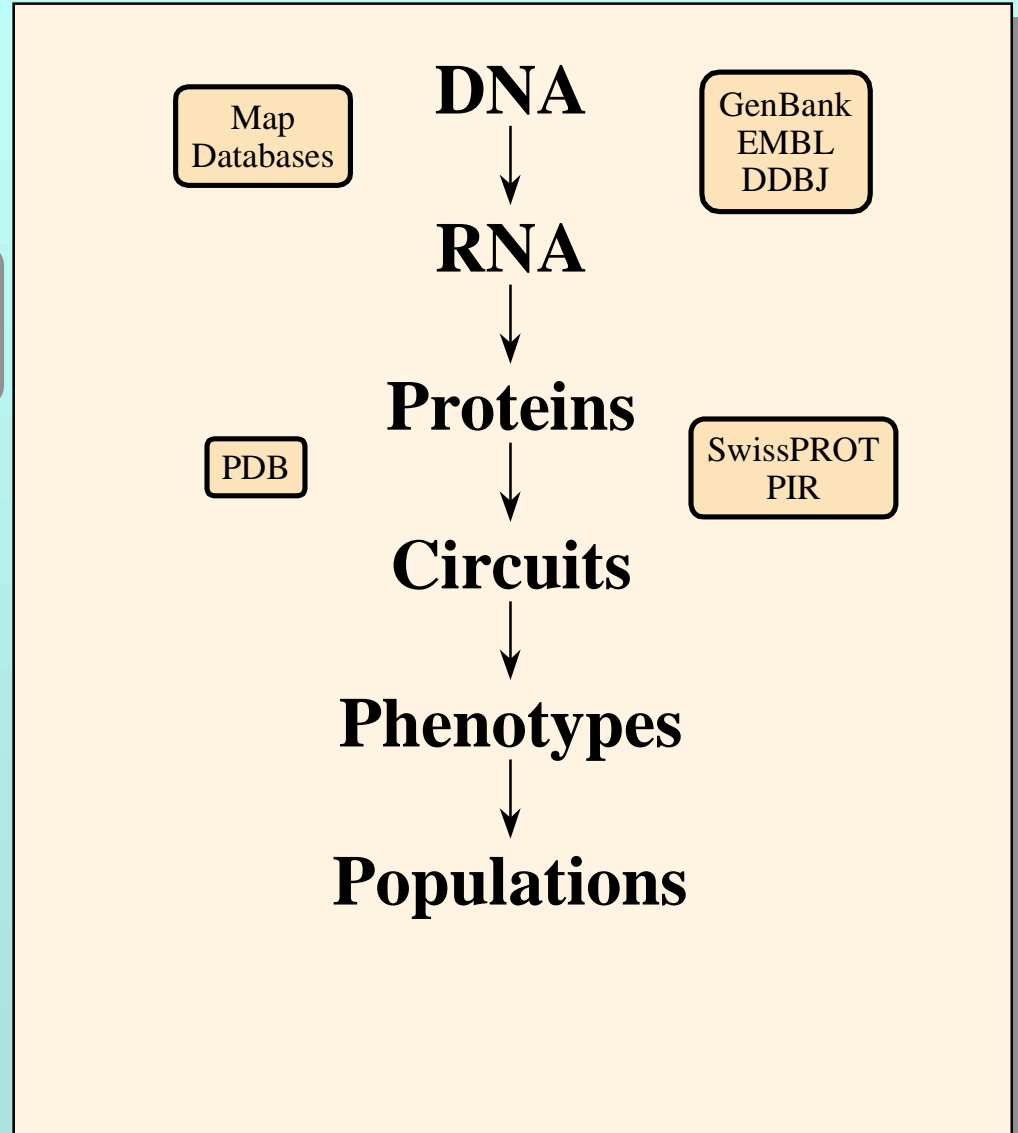 DNA
Map
Databases
GenBank
EMBL
DDBJ
RNA
Proteins
PDB
SwissPROT
PIR
Circuits
Phenotypes
Populations